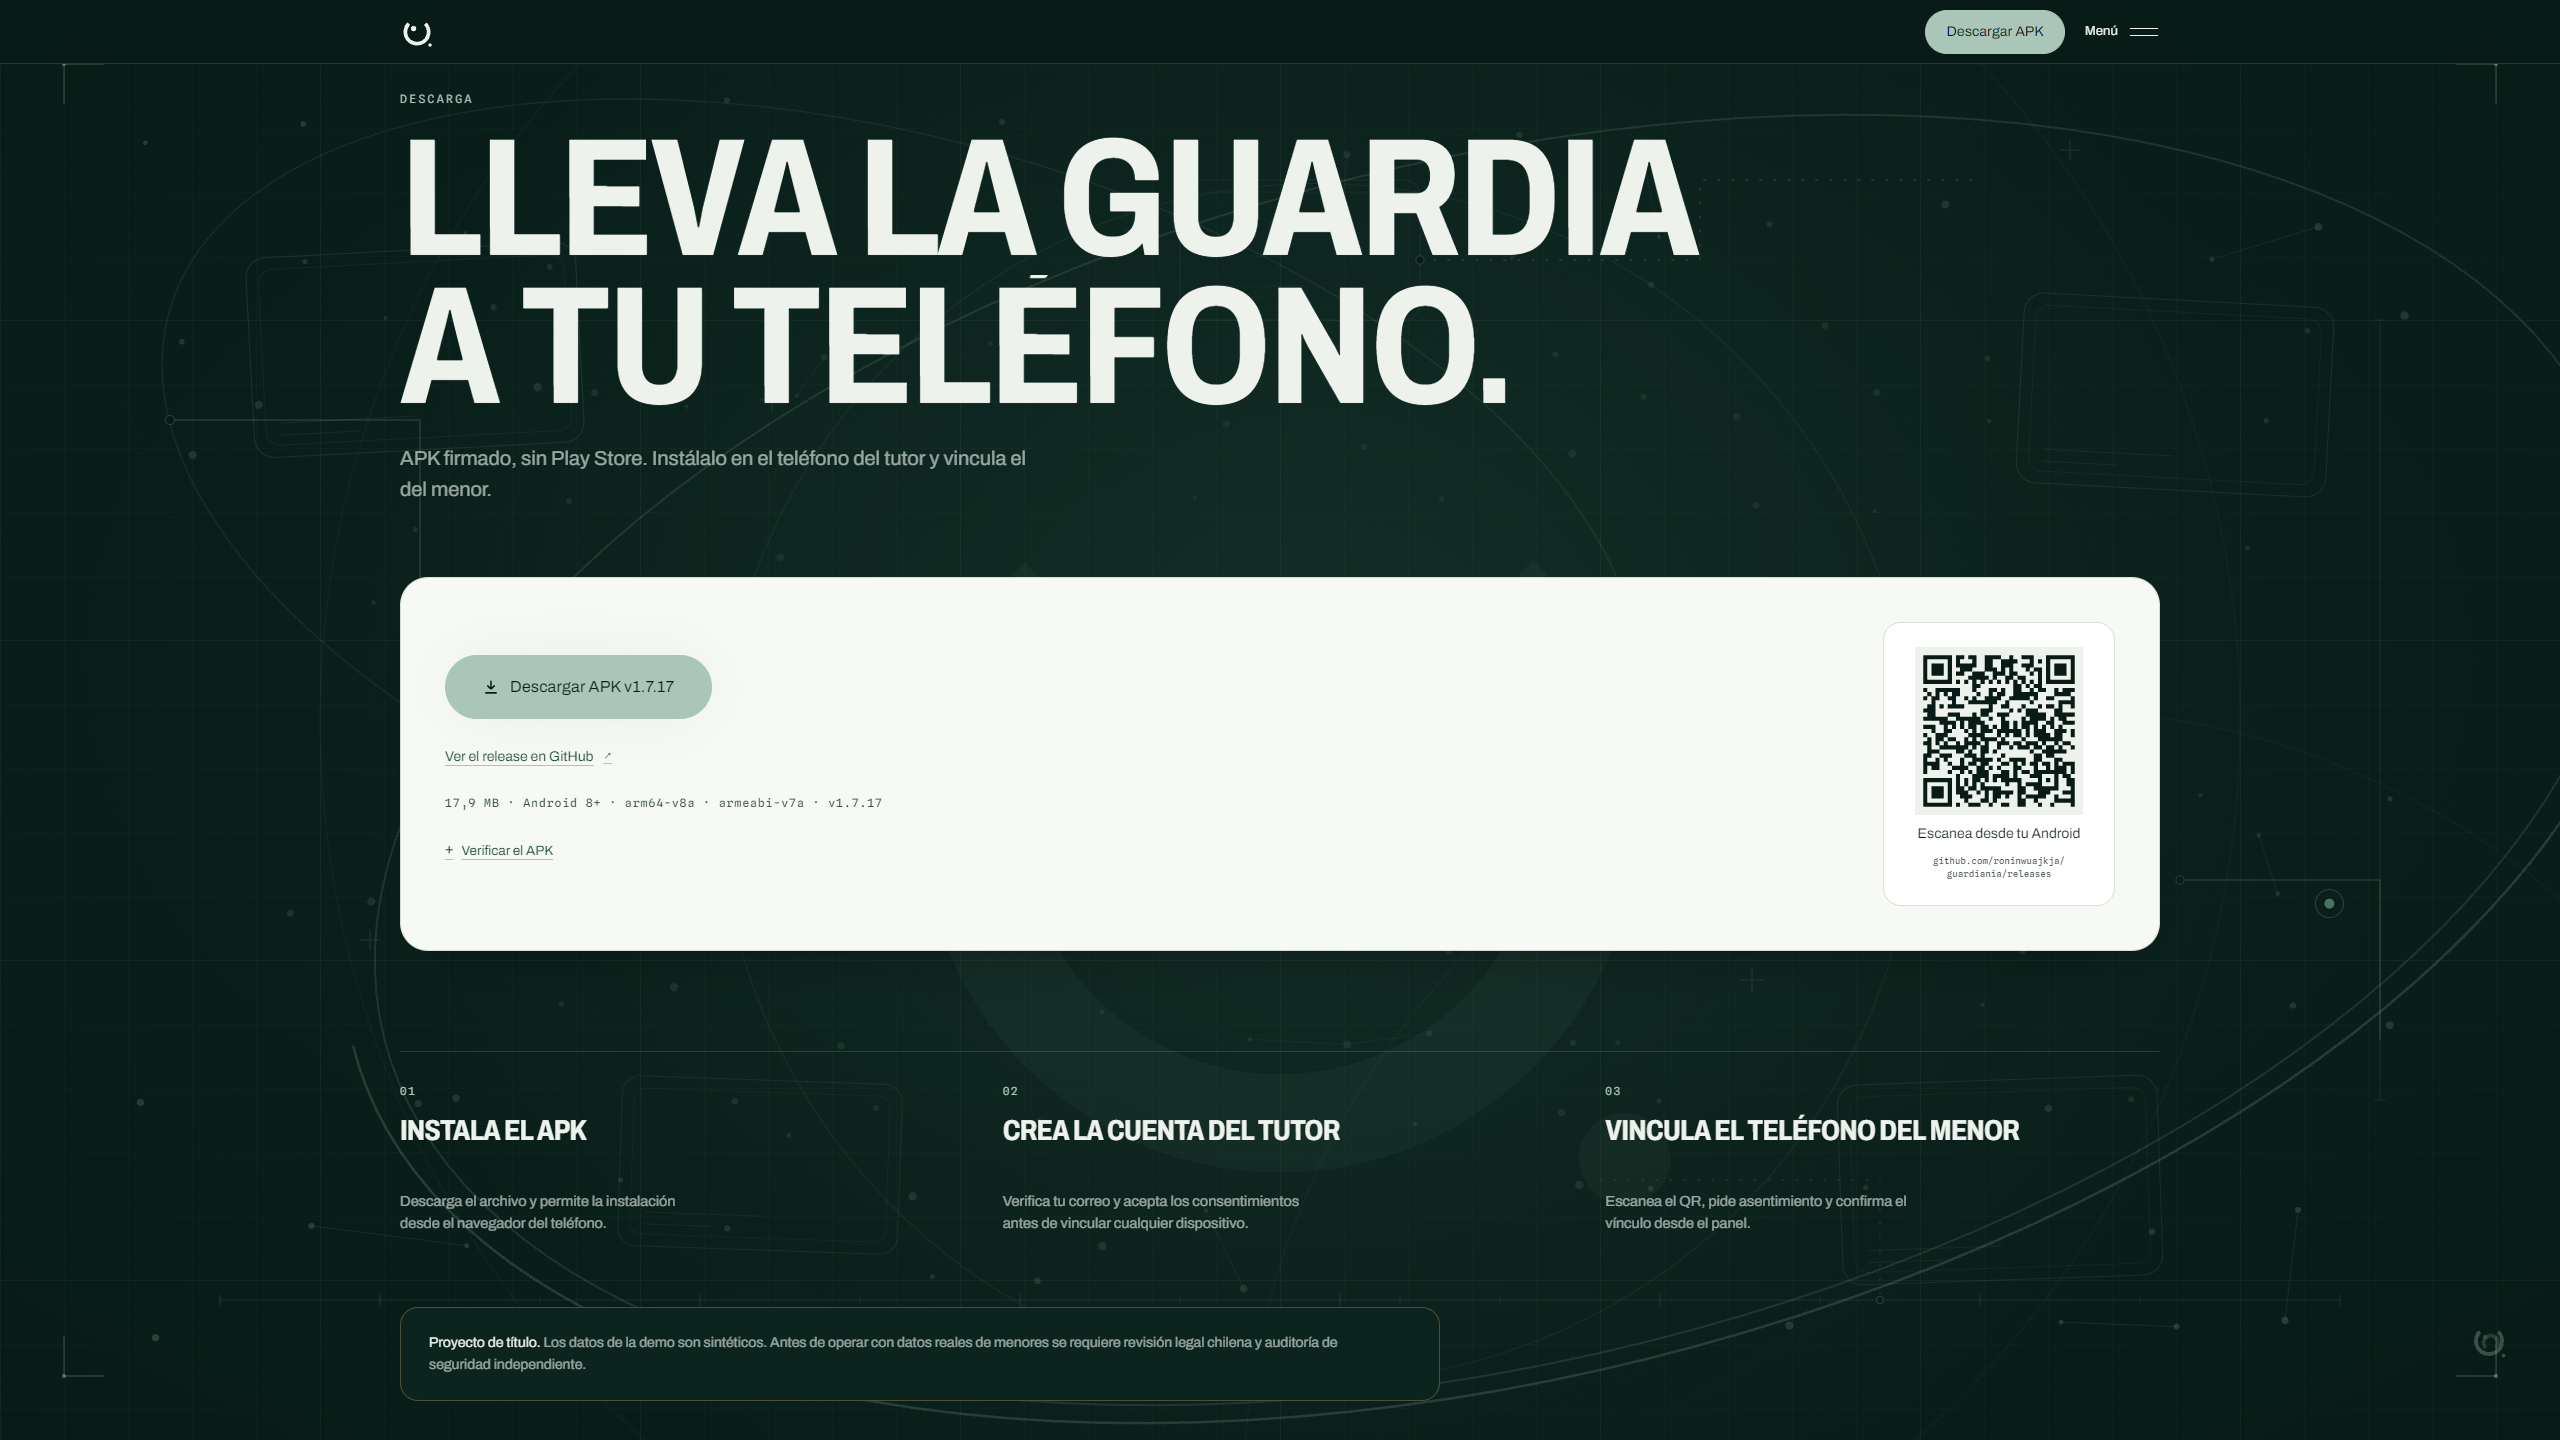 Descargar APK
Menú
DESCARGA
LLEVA LA GUARDIA
A TU TELÉFONO.
APK firmado, sin Play Store. Instálalo en el teléfono del tutor y vincula el
del menor.
Descargar APK v1.7.17
Ver el release en GitHub ↗
17,9 MB · Android 8+ · arm64-v8a · armeabi-v7a · v1.7.17
+ Verificar el APK
Escanea desde tu Android
github.com/roninwuajkja/
guardiania/releases
01
INSTALA EL APK
Descarga el archivo y permite la instalación
desde el navegador del teléfono.
02
CREA LA CUENTA DEL TUTOR
Verifica tu correo y acepta los consentimientos
antes de vincular cualquier dispositivo.
03
VINCULA EL TELÉFONO DEL MENOR
Escanea el QR, pide asentimiento y confirma el
vínculo desde el panel.
Proyecto de título. Los datos de la demo son sintéticos. Antes de operar con datos reales de menores se requiere revisión legal chilena y auditoría de
seguridad independiente.